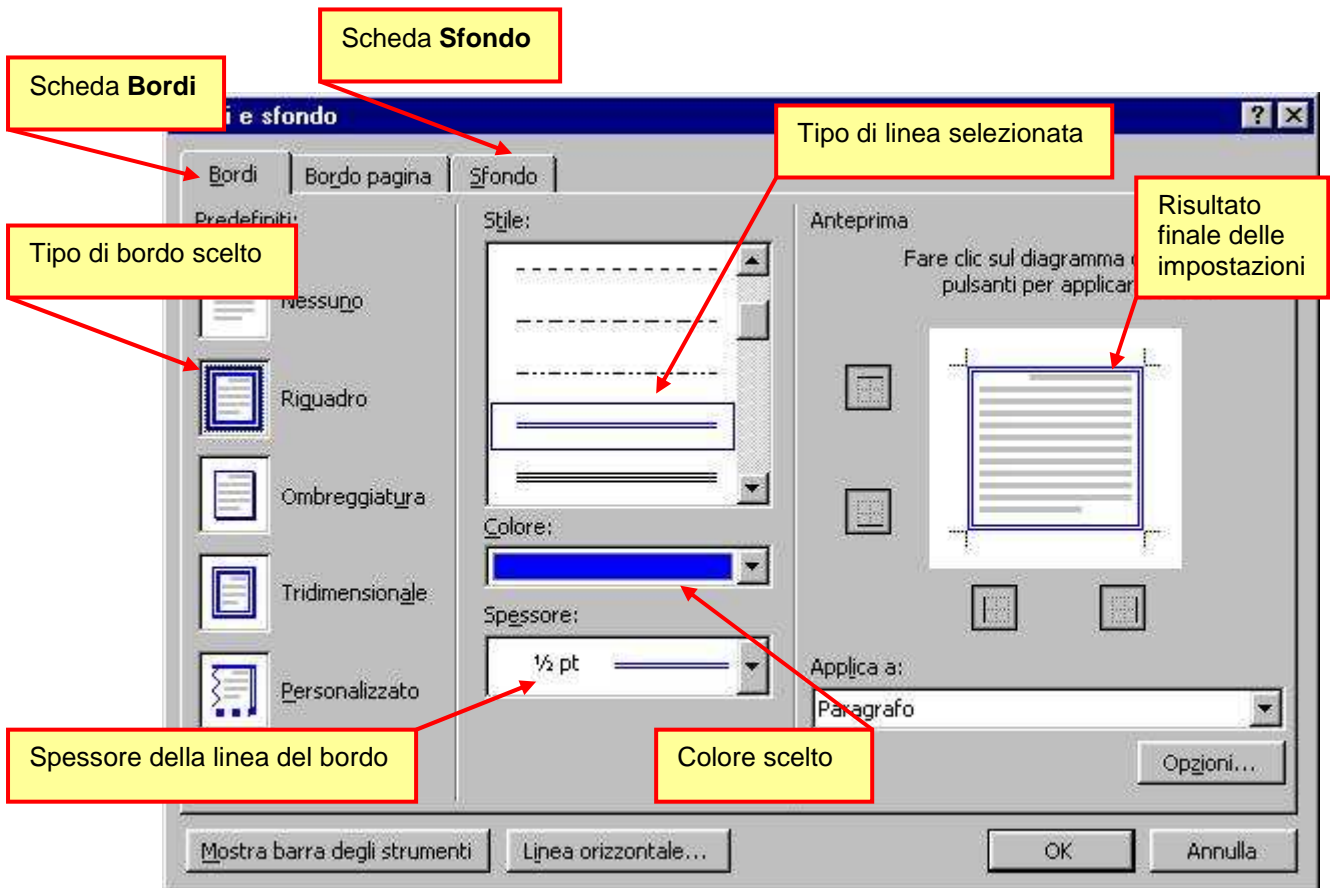 Scheda Sfondo
Scheda Bordi
i e sfondo
Tipo di linea selezionata
Bordi
Bordo pagina
Sfondo
Predefiniti:
Stile:
Anteprima
Risultato
finale delle
impostazioni
Tipo di bordo scelto
Fare clic sul diagramma
pulsanti per applicar
Nessuno
Riquadro
Ombreggiatura
Colore:
Tridimensionale
Spessore:
½ pt
Applica a:
Personalizzato
Paragrafo
Spessore della linea del bordo
Colore scelto
Opzioni...
Mostra barra degli strumenti
Linea orizzontale...
OK
Annulla